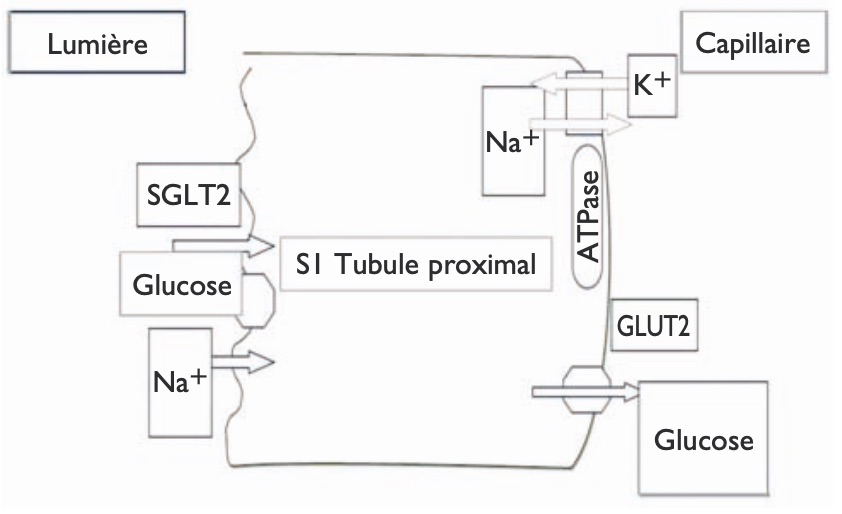 Lumière
Capillaire
K+
Na+
SGLT2
ATPase
S1 Tubule proximal
Glucose
GLUT2
Na+
Glucose